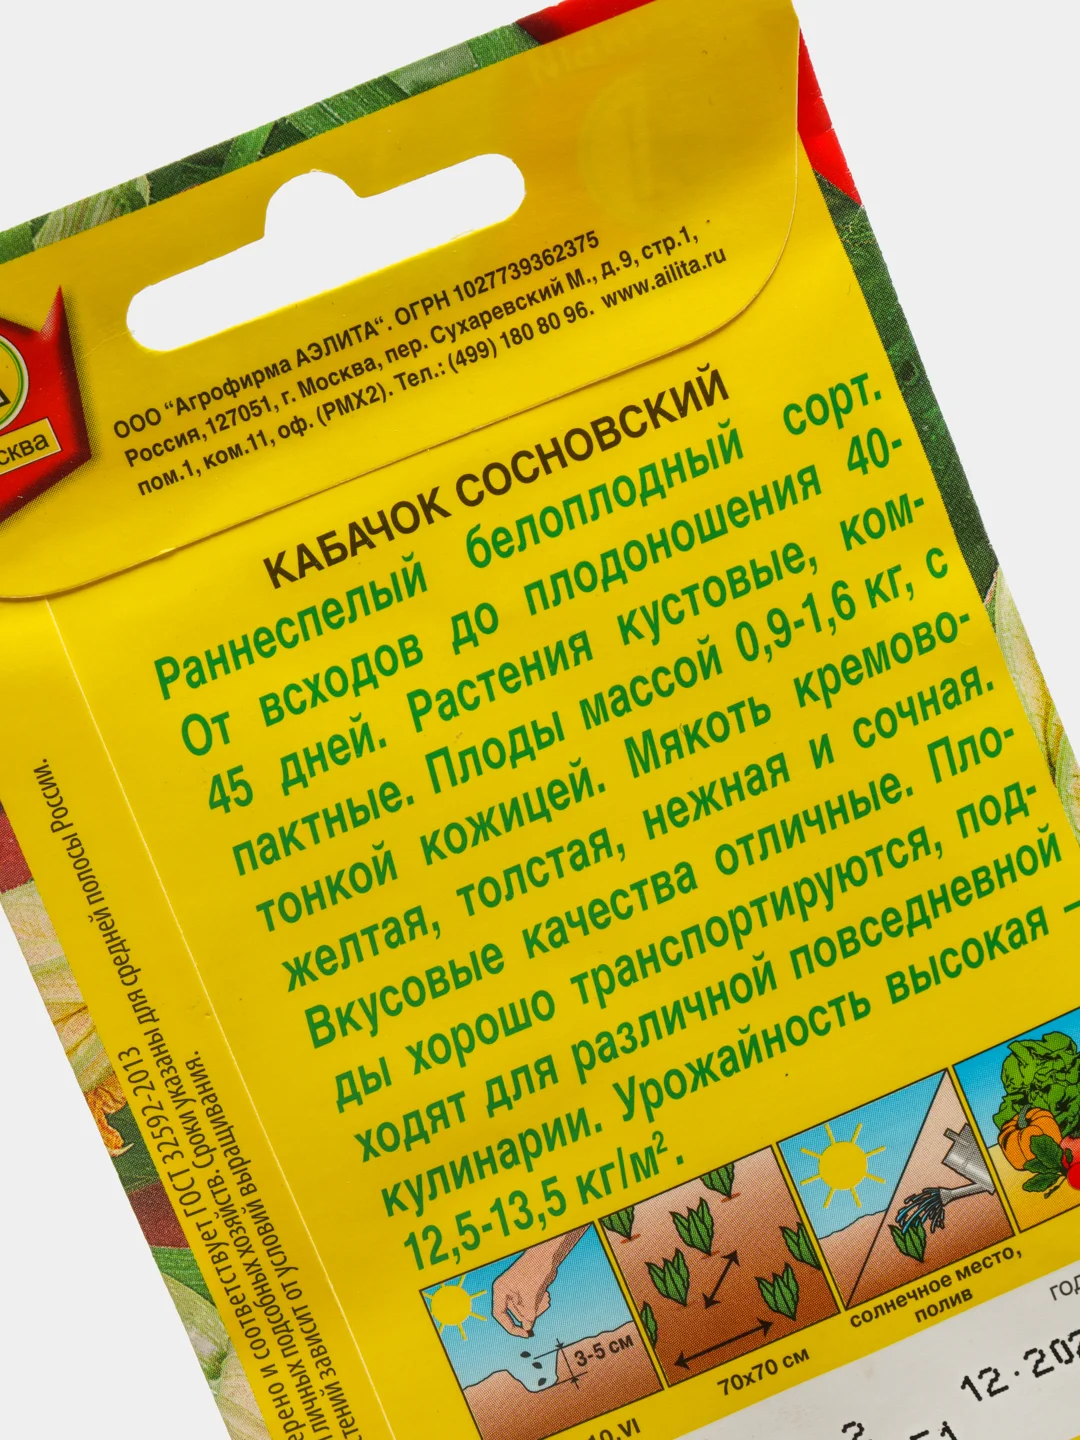 ООО "Агрофирма АЭЛИТА". ОГРН 1027739362375
Россия,127051, г. Москва, пер. Сухаревский М., д.9, стр.1,
пом.1, ком.11, оф. (РМХ2). Тел.: (499) 180 80 96. www.ailita.ru
КАБАЧОК СОСНОВСКИЙ
Раннеспелый белоплодный сорт.
От всходов до плодоношения 40-
45 дней. Растения кустовые, ком-
пактные. Плоды массой 0,9-1,6 кг, с
тонкой кожицей. Мякоть кремово-
желтая, толстая, нежная и сочная.
Вкусовые качества отличные. Пло-
ды хорошо транспортируются, под-
ходят для различной повседневной
кулинарии. Урожайность высокая –
12,5-13,5 кг/м².
3-5 см
70х70 см
солнечное место,
полив
10.VI
12.202
соответствует ГОСТ 32592-2013
личных подобных хозяйств. Сроки указаны для средней полосы России.
зависит от условий выращивания.